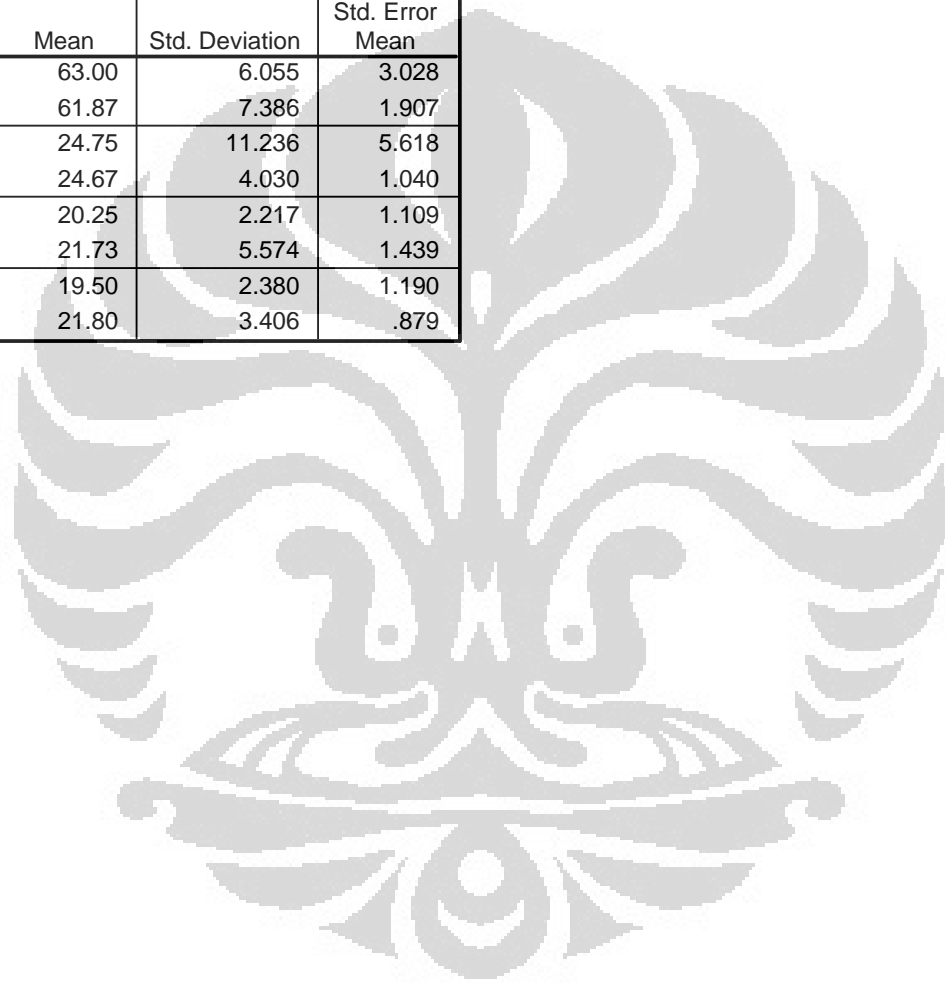 Mean Std. Deviation Std. Error Mean
63.00 6.055 3.028
61.87 7.386 1.907
24.75 11.236 5.618
24.67 4.030 1.040
20.25 2.217 1.109
21.73 5.574 1.439
19.50 2.380 1.190
21.80 3.406 .879